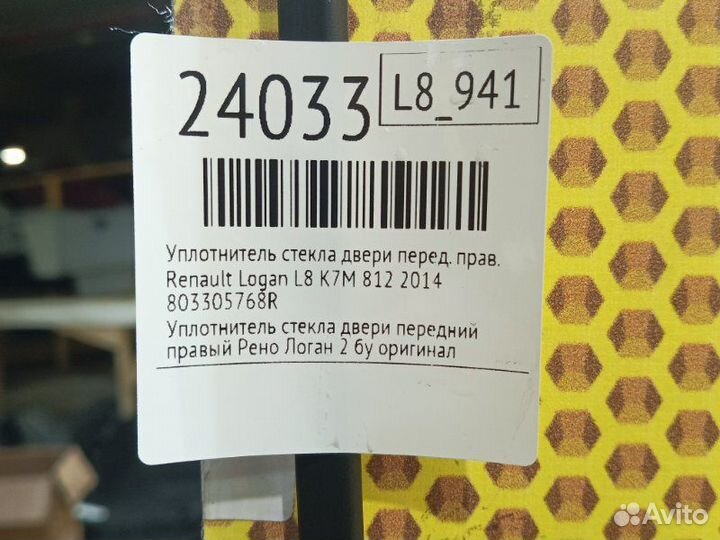 24033
L8_941
Уплотнитель стекла двери перед. прав.
Renault Logan L8 K7M 812 2014
803305768R
Уплотнитель стекла двери передний
правый Рено Логан 2 бу оригинал
Avito